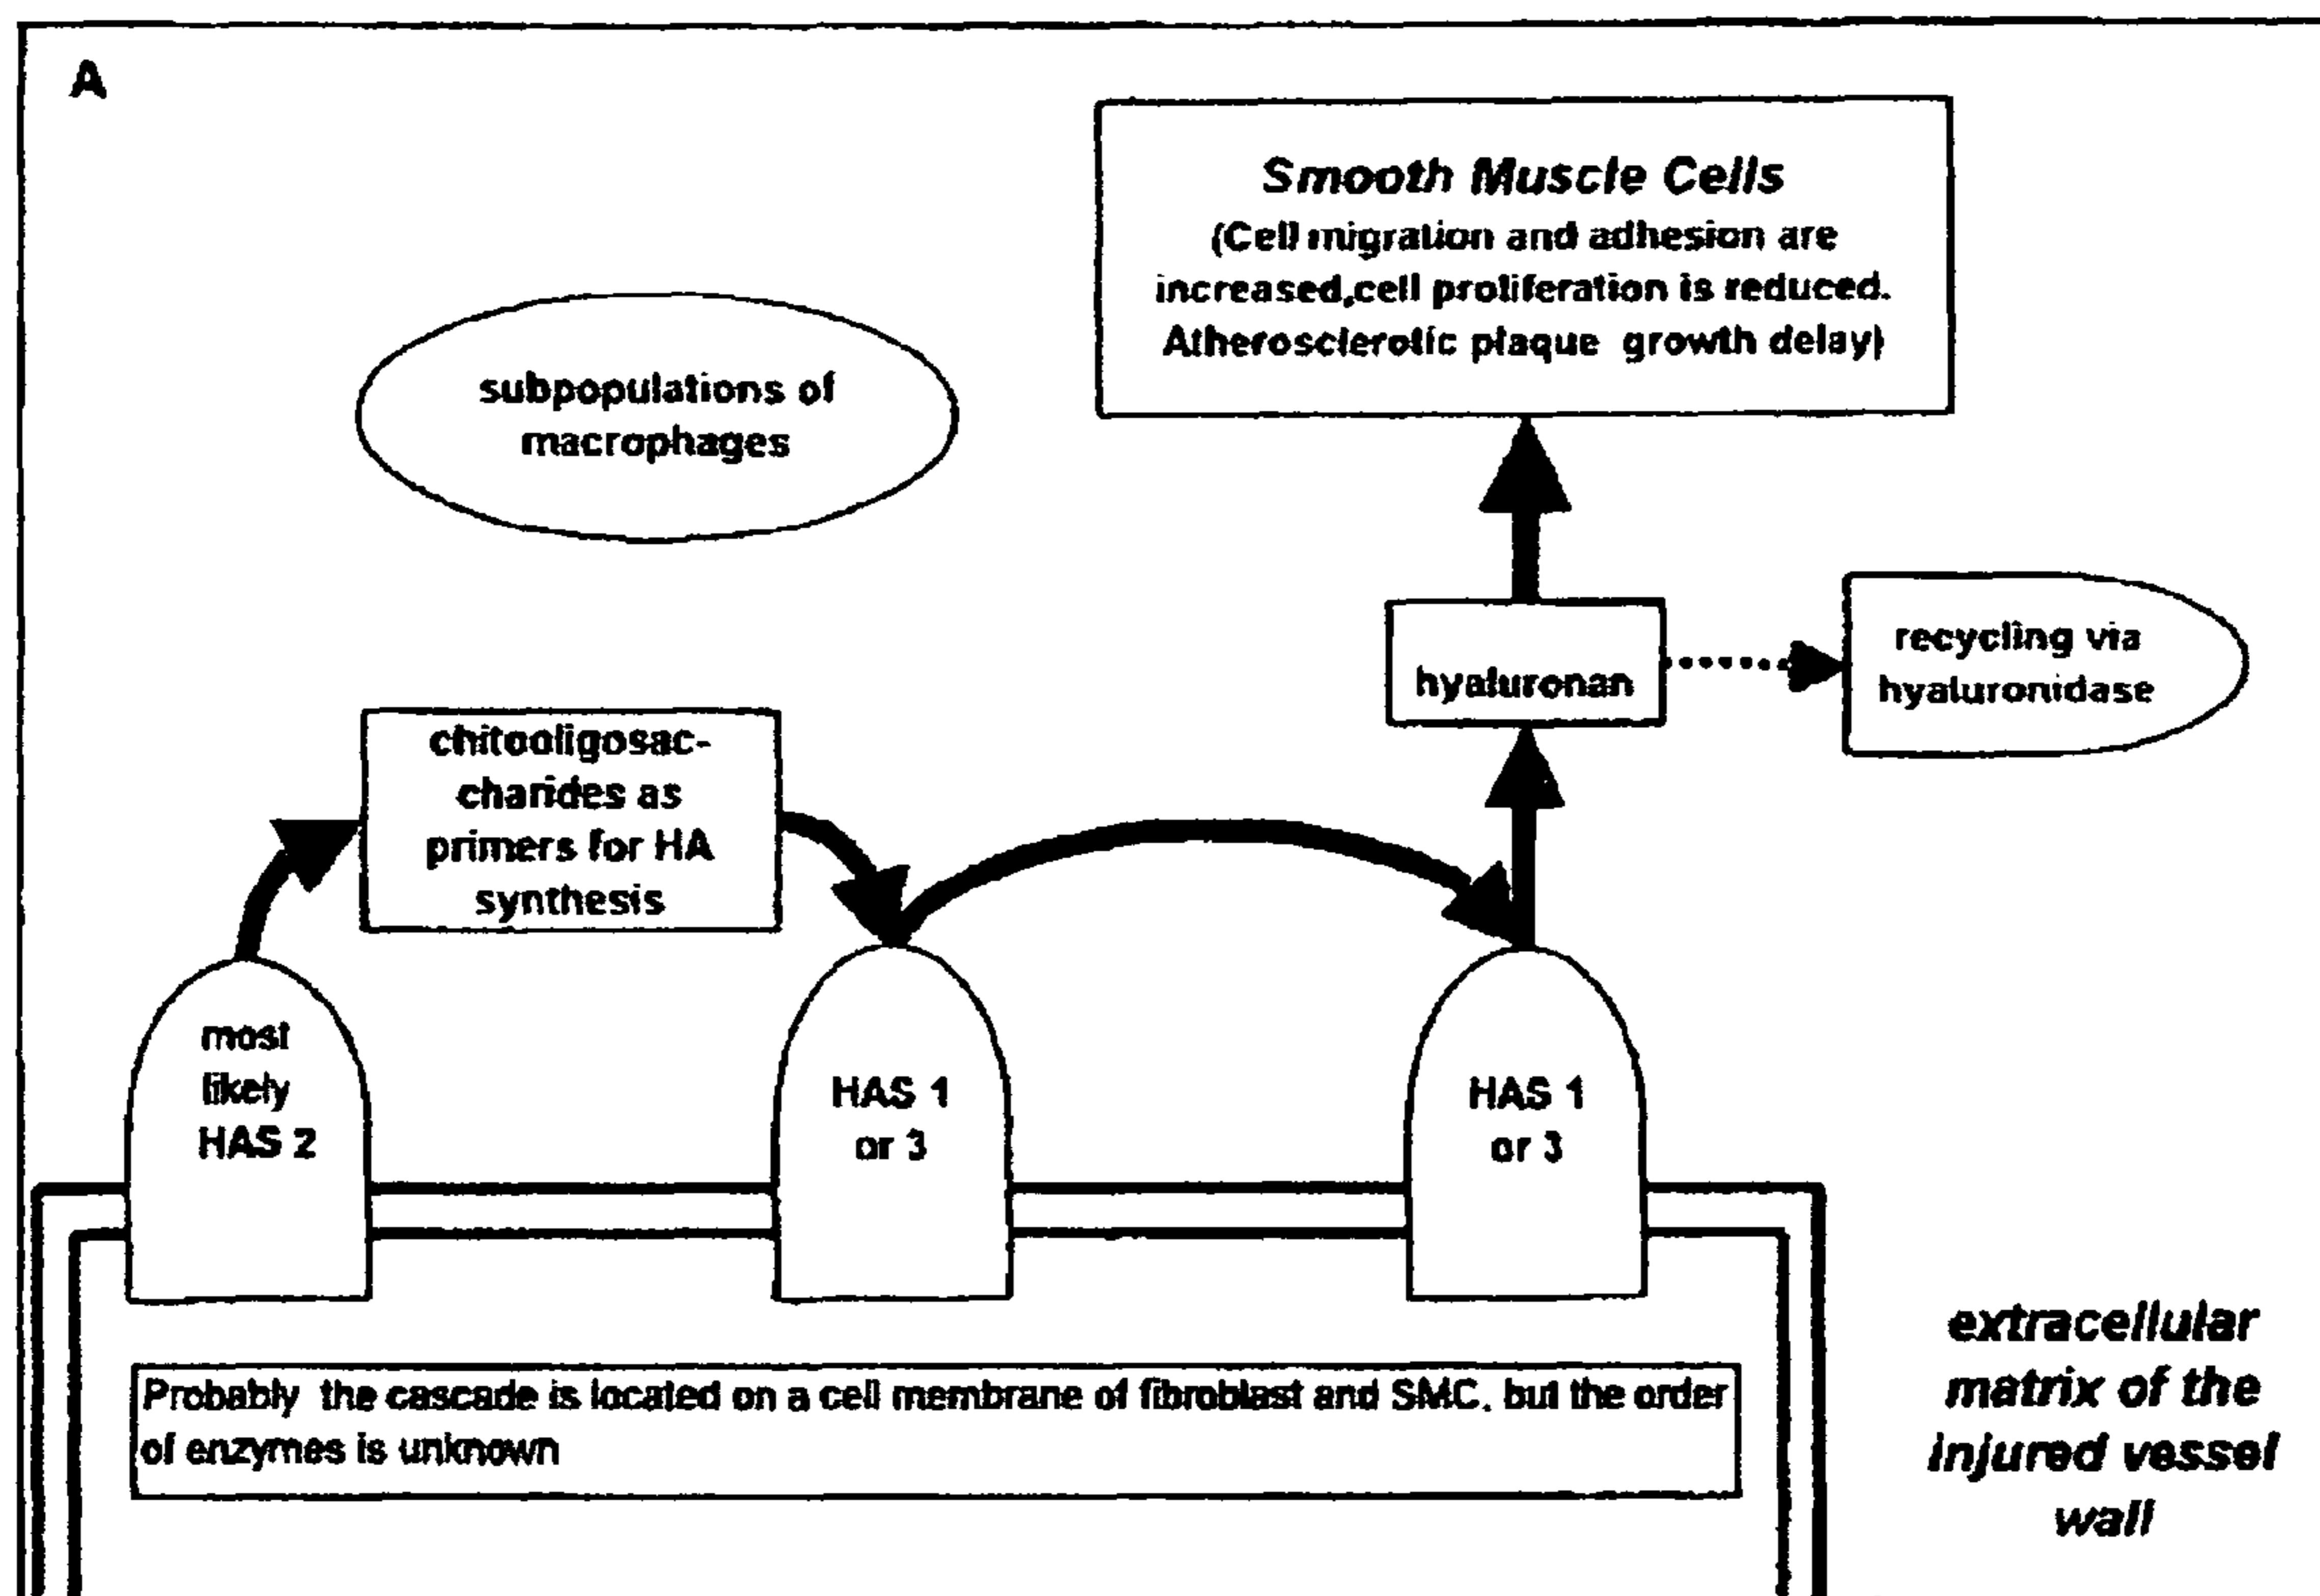 A
Smooth Muscle Cells
(Cell migration and adhesion are
increased,cell proliferation is reduced.
Atherosclerotic plaque growth delay)
subpopulations of
macrophages
hyaluronan
recycling via
hyaluronidase
chitooligosac-
charides as
primers for HA
synthesis
most
likely
HAS 2
HAS 1
or 3
HAS 1
or 3
Probably the cascade is located on a cell membrane of fibroblast and SMC, but the order
of enzymes is unknown
extracellular
matrix of the
injured vessel
wall